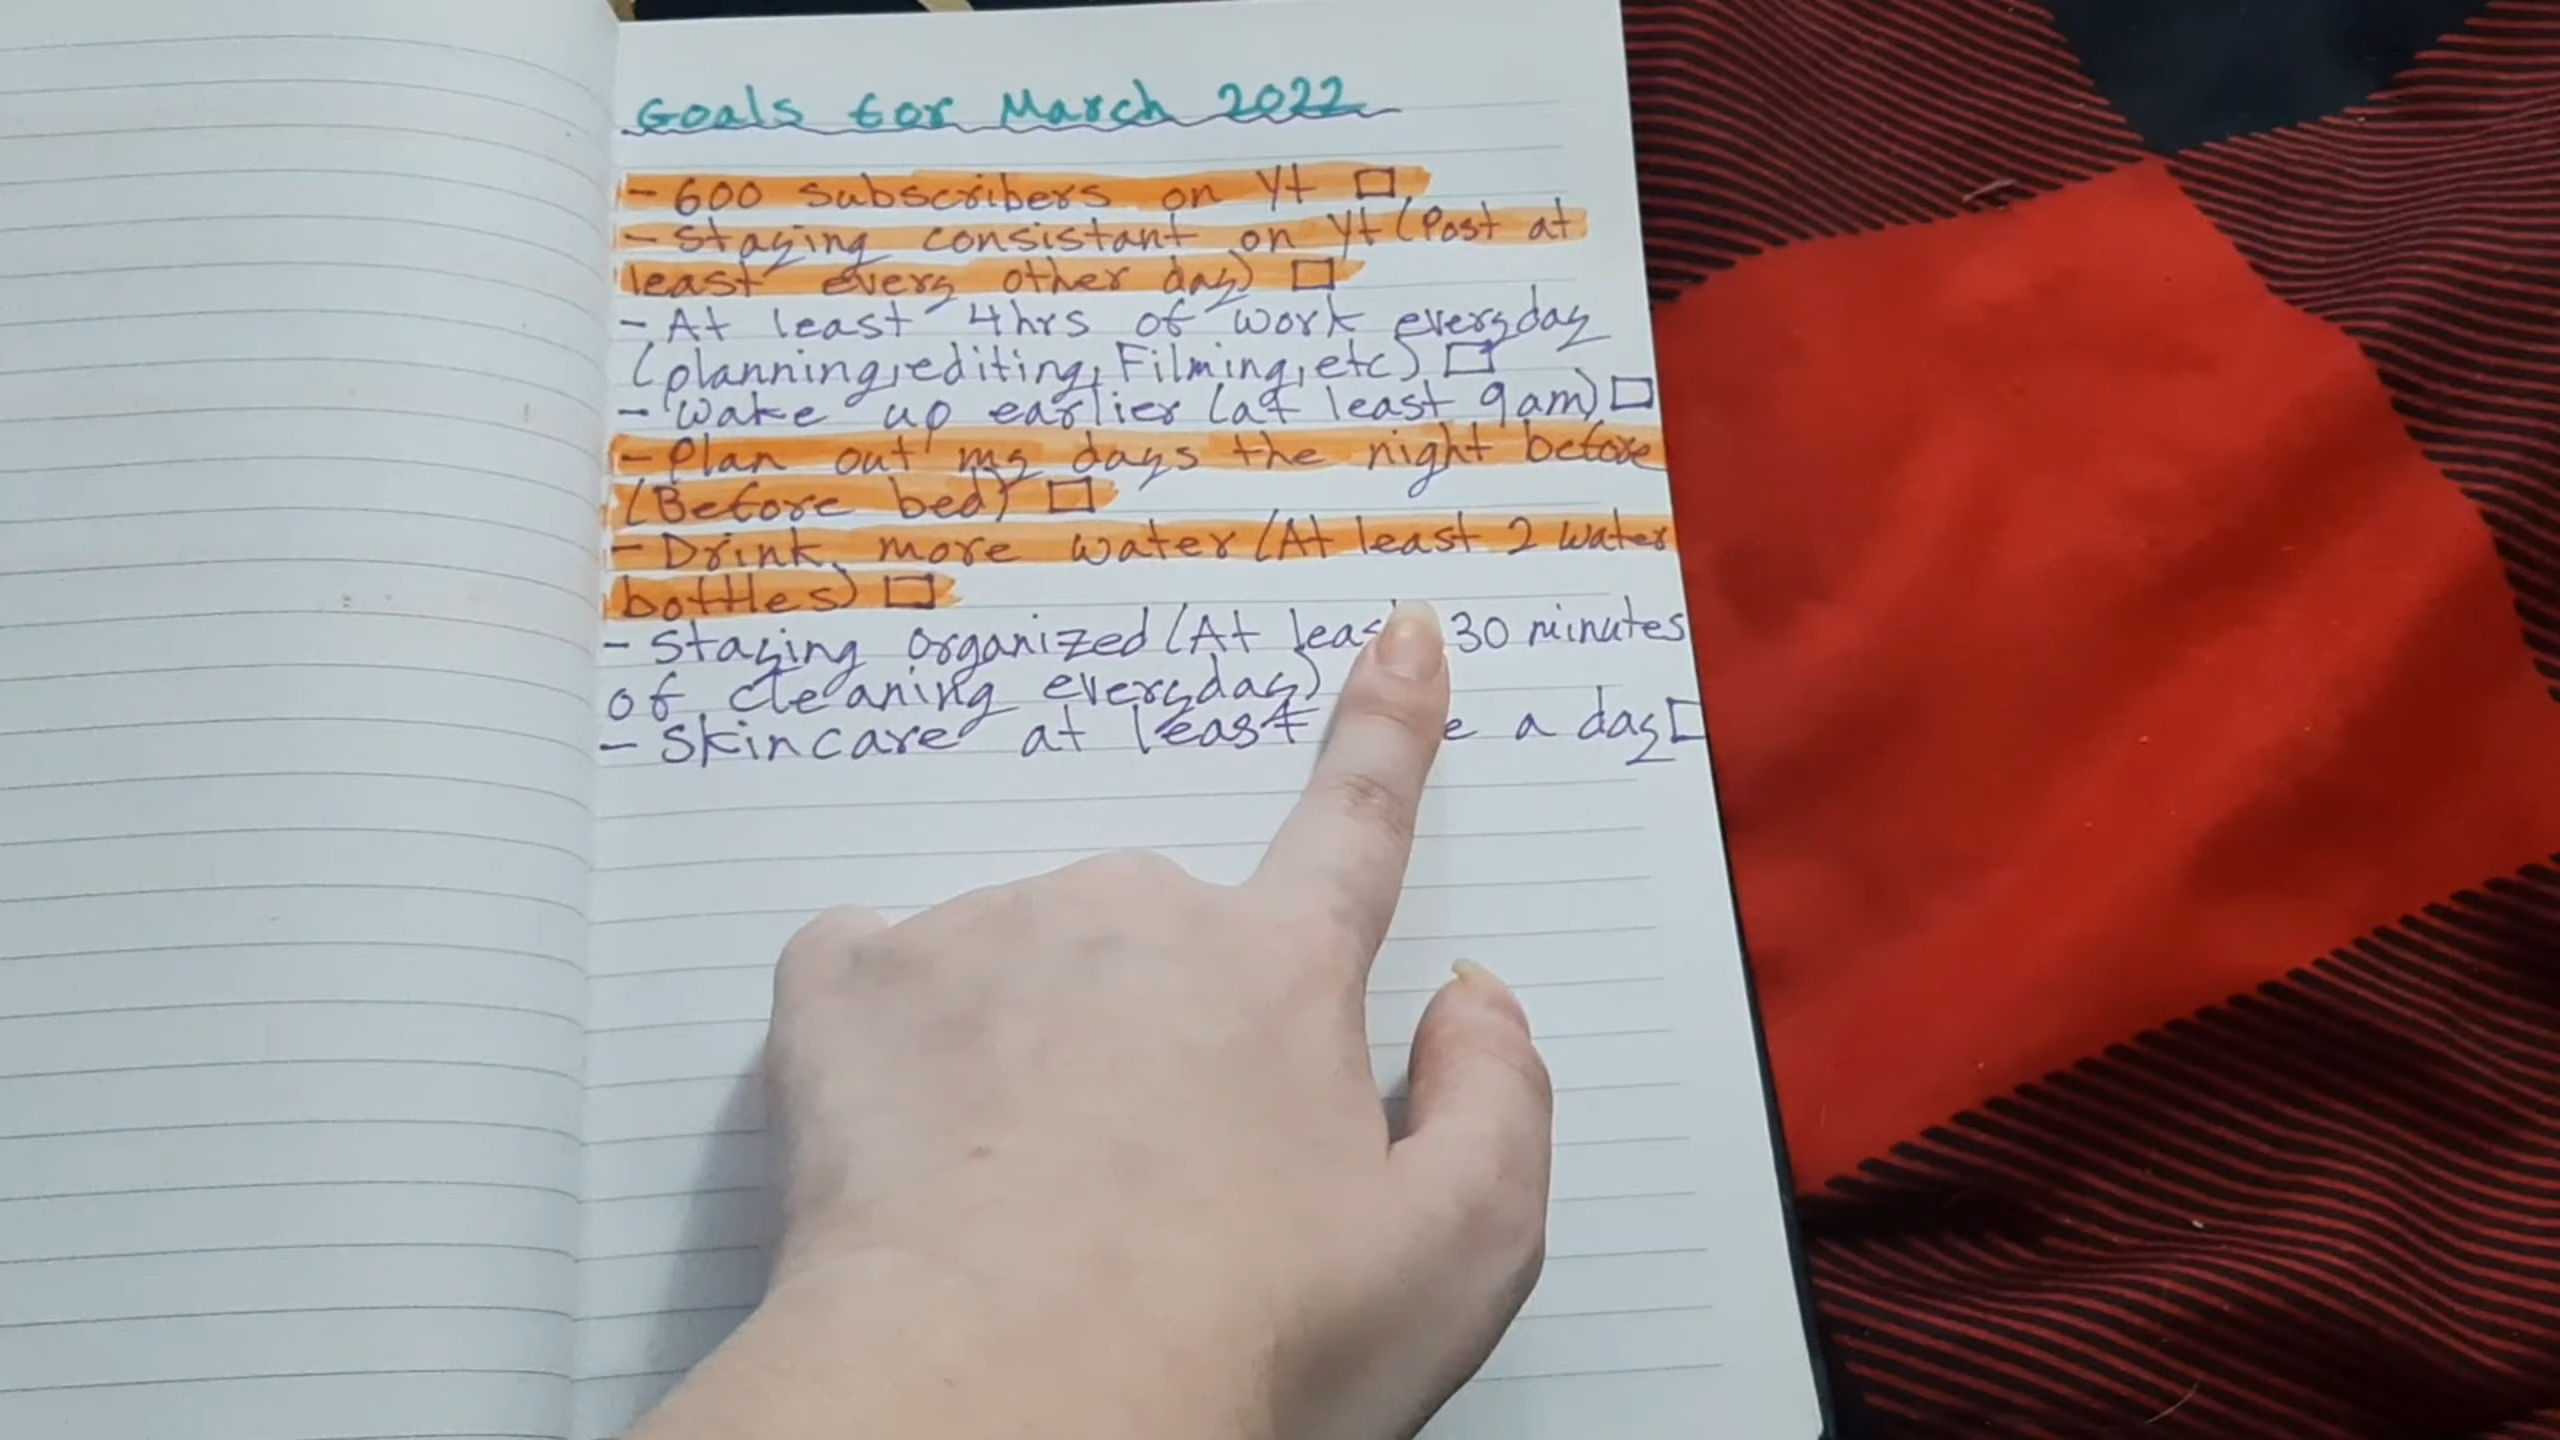 Goals for March 2022
- 600 subscribers on Yt
- Staying consistant on Yt (Post at
least every other day)
- At least 4hrs of work everyday
(planning, editing, Filming, etc)
- Wake up earlier (at least 9am)
- Plan out my days the night before
(Before bed)
- Drink more water (At least 2 water
bottles)
- Staying organized (At least 30 minutes
of cleaning everyday)
- Skincare at least a day